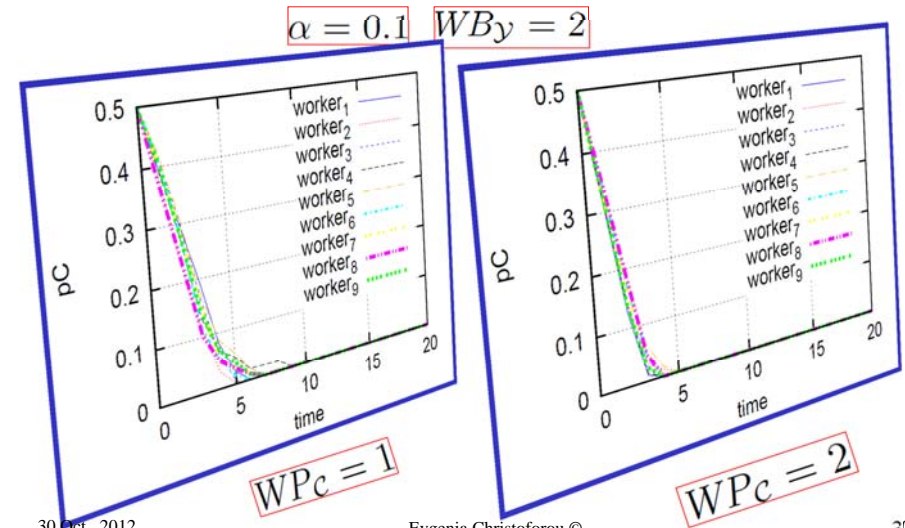 α = 0.1 WBy = 2
0.5
0.4
0.3
0.2
0.1
0
pC
worker1
worker2
worker3
worker4
worker5
worker6
worker7
worker8
worker9
0 5 10 15 20
time
WPC = 1
0.5
0.4
0.3
0.2
0.1
0
pC
worker1
worker2
worker3
worker4
worker5
worker6
worker7
worker8
worker9
0 5 10 15 20
time
WPC = 2
30 Oct., 2012 Evgenia Christoforou ©